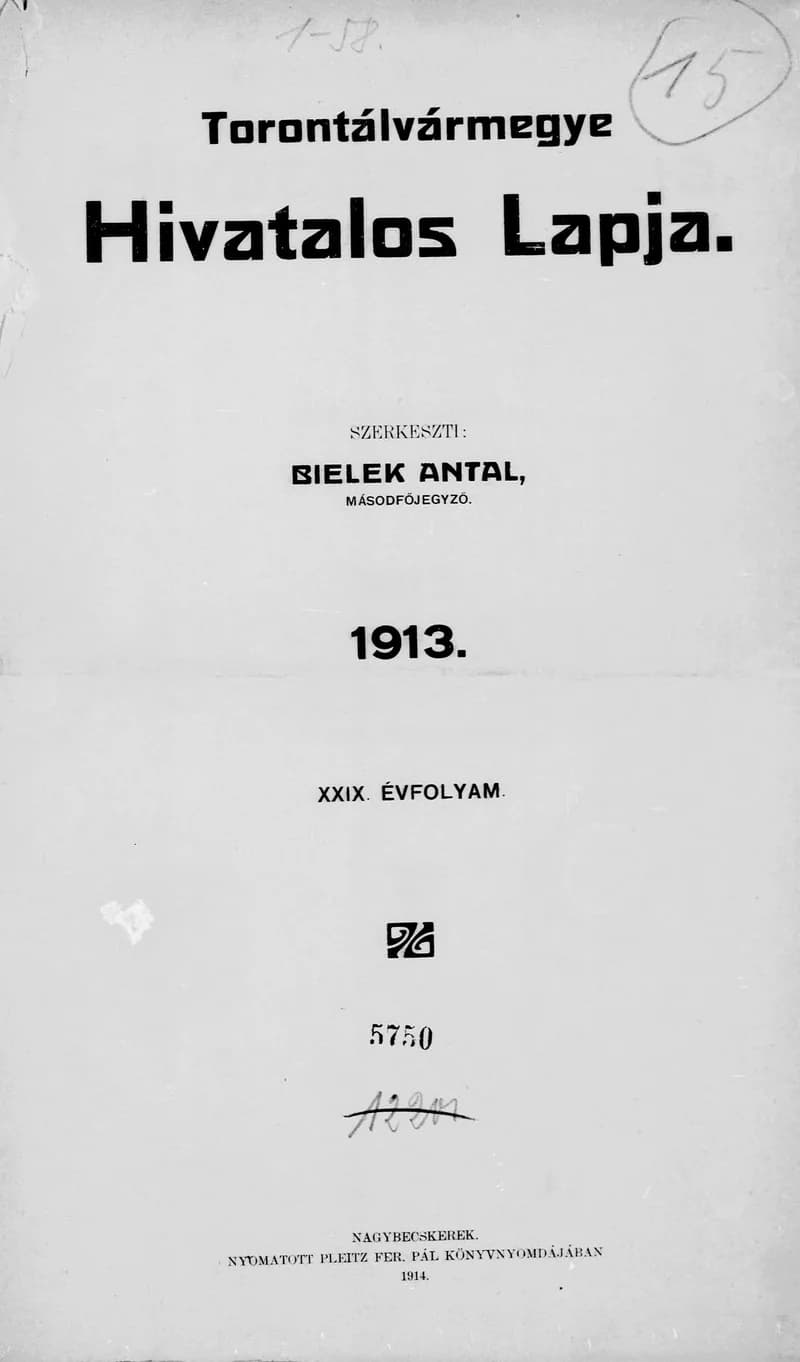 1-58.
15
Torontálvármegye
Hivatalos Lapja.
SZERKESZTI:
BIELEK ANTAL,
MÁSODFŐJEGYZŐ.
1913.
XXIX. ÉVFOLYAM.
5750
NAGYBECSKEREK.
NYOMATOTT PLEITZ FER. PÁL KÖNYVNYOMDÁJÁBAN
1914.